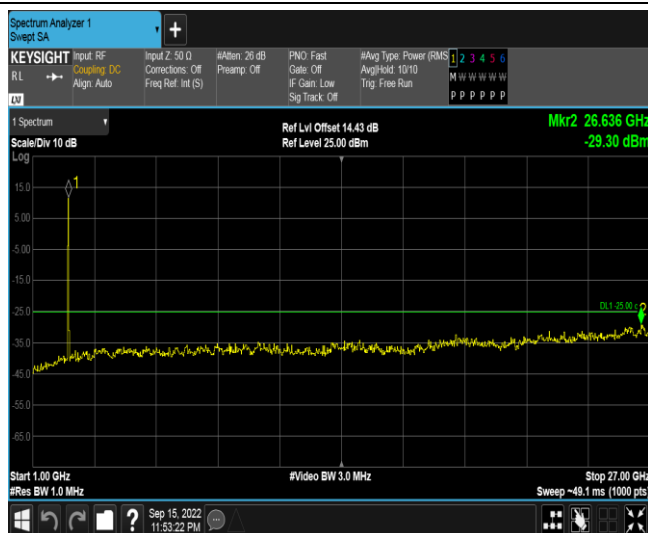 Spectrum Analyzer 1
Swept SA
+
KEYSIGHT
RL
LXI
Input: RF
Coupling: DC
Align: Auto
Input Z: 50 Ω
Corrections: Off
Freq Ref: Int (S)
#Atten: 26 dB
Preamp: Off
PNO: Fast
Gate: Off
IF Gain: Low
Sig Track: Off
#Avg Type: Power (RMS
Avg|Hold: 10/10
Trig: Free Run
1 2 3 4 5 6
M W W W W W
P P P P P P
1 Spectrum
Scale/Div 10 dB
Log
Ref Lvl Offset 14.43 dB
Ref Level 25.00 dBm
Mkr2 26.636 GHz
-29.30 dBm
1
15.0
5.00
-5.00
-15.0
-25.0
DL1 -25.00
2
-35.0
-45.0
-55.0
-65.0
Start 1.00 GHz
#Res BW 1.0 MHz
#Video BW 3.0 MHz
Stop 27.00 GHz
Sweep ~49.1 ms (1000 pts)
?
Sep 15, 2022
11:53:22 PM